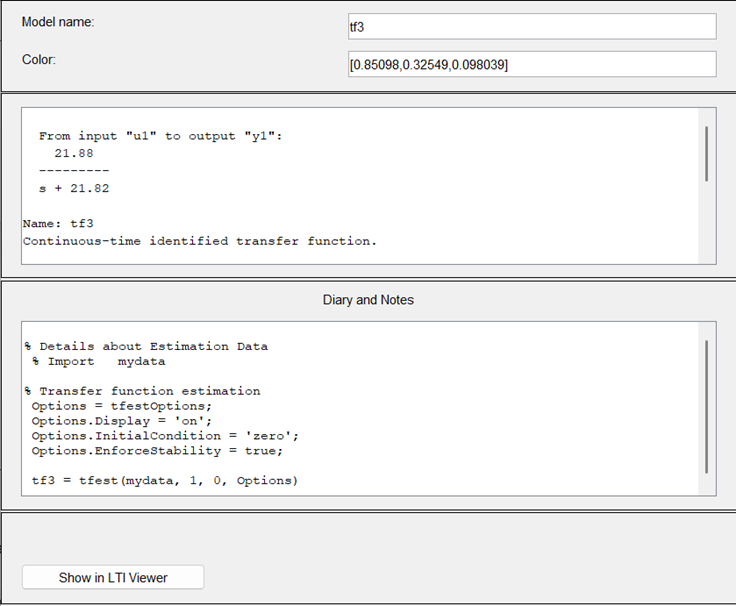 Model name:
tf3
Color:
[0.85098,0.32549,0.098039]
From input "u1" to output "y1":
21.88
---------
s + 21.82
Name: tf3
Continuous-time identified transfer function.
Diary and Notes
% Details about Estimation Data
% Import   mydata
% Transfer function estimation
Options = tfestOptions;
Options.Display = 'on';
Options.InitialCondition = 'zero';
Options.EnforceStability = true;
tf3 = tfest(mydata, 1, 0, Options)
Show in LTI Viewer